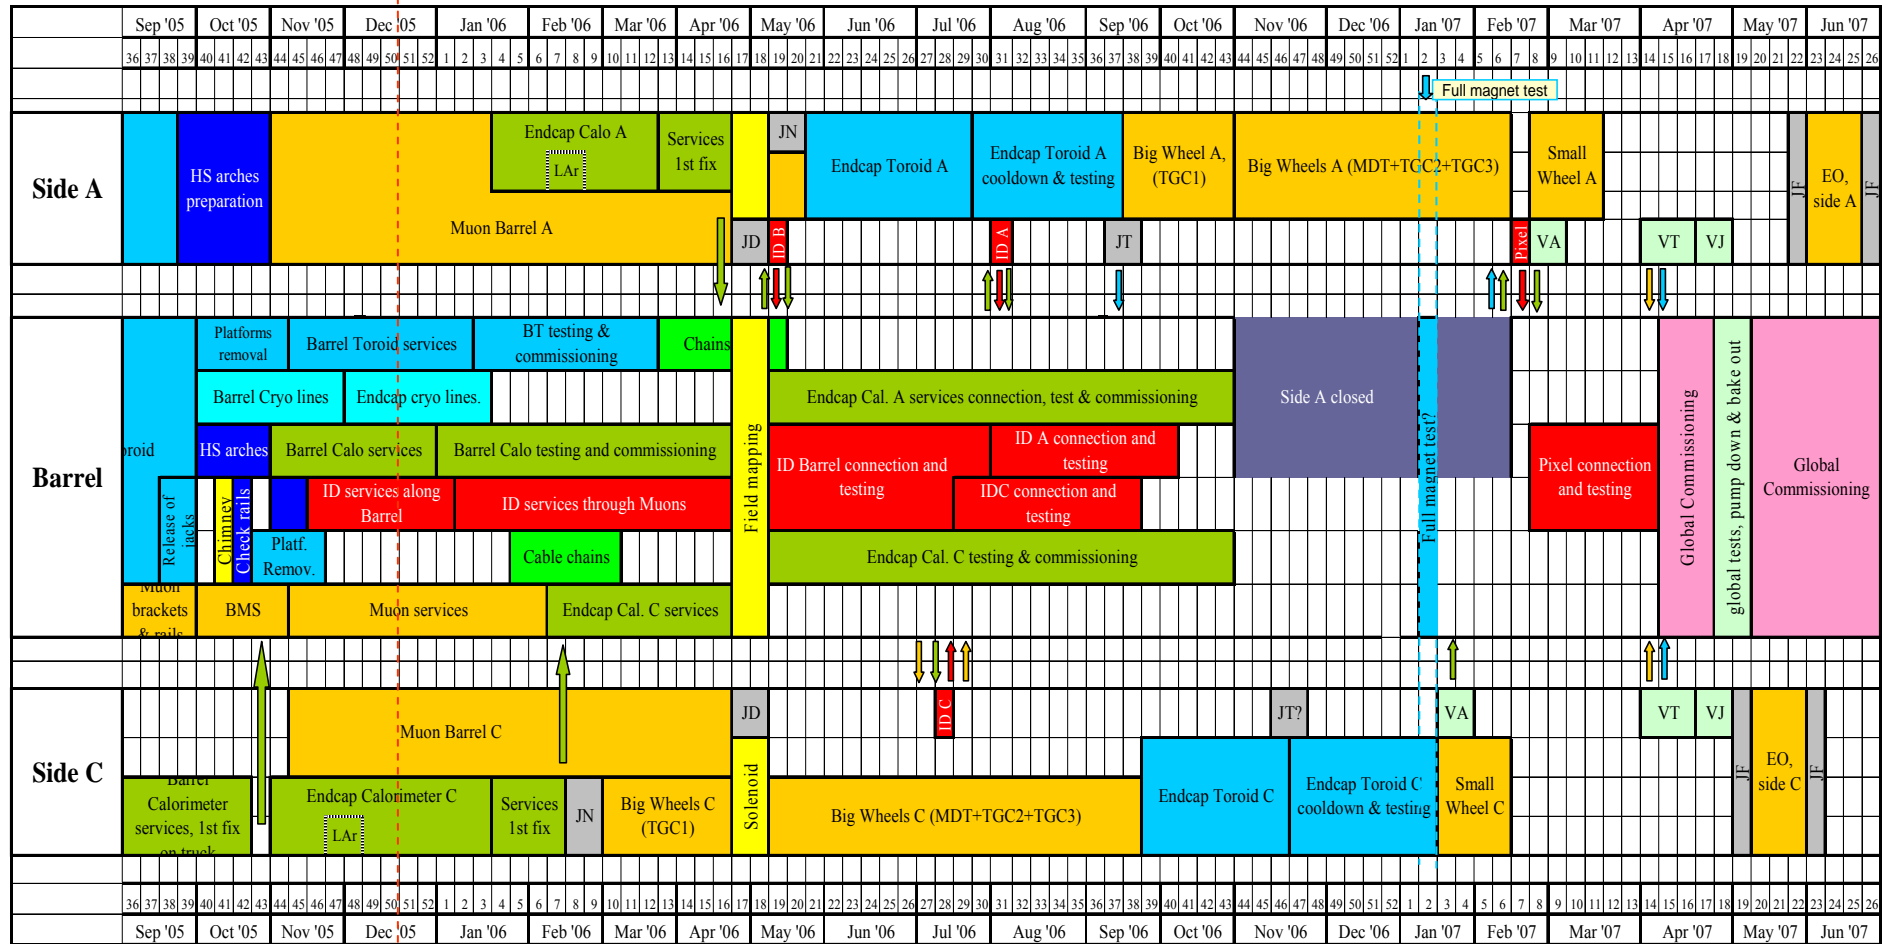 Sep '05 Oct '05 Nov '05 Dec '05 Jan '06 Feb '06 Mar '06 Apr '06 May '06 Jun '06 Jul '06 Aug '06 Sep '06 Oct '06 Nov '06 Dec '06 Jan '07 Feb '07 Mar '07 Apr '07 May '07 Jun '07
36 37 38 39 40 41 42 43 44 45 46 47 48 49 50 51 52 1 2 3 4 5 6 7 8 9 10 11 12 13 14 15 16 17 18 19 20 21 22 23 24 25 26 27 28 29 30 31 32 33 34 35 36 37 38 39 40 41 42 43 44 45 46 47 48 49 50 51 52 1 2 3 4 5 6 7 8 9 10 11 12 13 14 15 16 17 18 19 20 21 22 23 24 25 26
Full magnet test
Side A
HS arches
preparation
Muon Barrel A
Endcap Calo A
LAr
Services
1st fix
JD
JN
ID B
Endcap Toroid A
Endcap Toroid A
cooldown & testing
ID A
JT
Big Wheel A,
(TGC1)
Big Wheels A (MDT+TGC2+TGC3)
Pixel
VA
Small
Wheel A
VT
VJ
JF
EO,
side A
JF
Barrel
oroid
Platforms
removal
Barrel Toroid services
BT testing &
commissioning
Chains
Barrel Cryo lines
Endcap cryo lines.
HS arches
Barrel Calo services
Barrel Calo testing and commissioning
Release of
jacks
Chimney
Check rails
ID services along
Barrel
ID services through Muons
Platf.
Remov.
Cable chains
Muon
brackets
& rails
BMS
Muon services
Endcap Cal. C services
Field mapping
Endcap Cal. A services connection, test & commissioning
ID Barrel connection and
testing
ID A connection and
testing
IDC connection and
testing
Endcap Cal. C testing & commissioning
Side A closed
Full magnet test?
Pixel connection
and testing
Global Commissioning
global tests, pump down & bake out
Global
Commissioning
Side C
Barrel
Calorimeter
services, 1st fix
on truck
Muon Barrel C
Endcap Calorimeter C
LAr
Services
1st fix
JN
Big Wheels C
(TGC1)
JD
Solenoid
ID C
Big Wheels C (MDT+TGC2+TGC3)
Endcap Toroid C
JT?
Endcap Toroid C
cooldown & testing
VA
Small
Wheel C
VT
VJ
JF
EO,
side C
JF
36 37 38 39 40 41 42 43 44 45 46 47 48 49 50 51 52 1 2 3 4 5 6 7 8 9 10 11 12 13 14 15 16 17 18 19 20 21 22 23 24 25 26 27 28 29 30 31 32 33 34 35 36 37 38 39 40 41 42 43 44 45 46 47 48 49 50 51 52 1 2 3 4 5 6 7 8 9 10 11 12 13 14 15 16 17 18 19 20 21 22 23 24 25 26
Sep '05 Oct '05 Nov '05 Dec '05 Jan '06 Feb '06 Mar '06 Apr '06 May '06 Jun '06 Jul '06 Aug '06 Sep '06 Oct '06 Nov '06 Dec '06 Jan '07 Feb '07 Mar '07 Apr '07 May '07 Jun '07